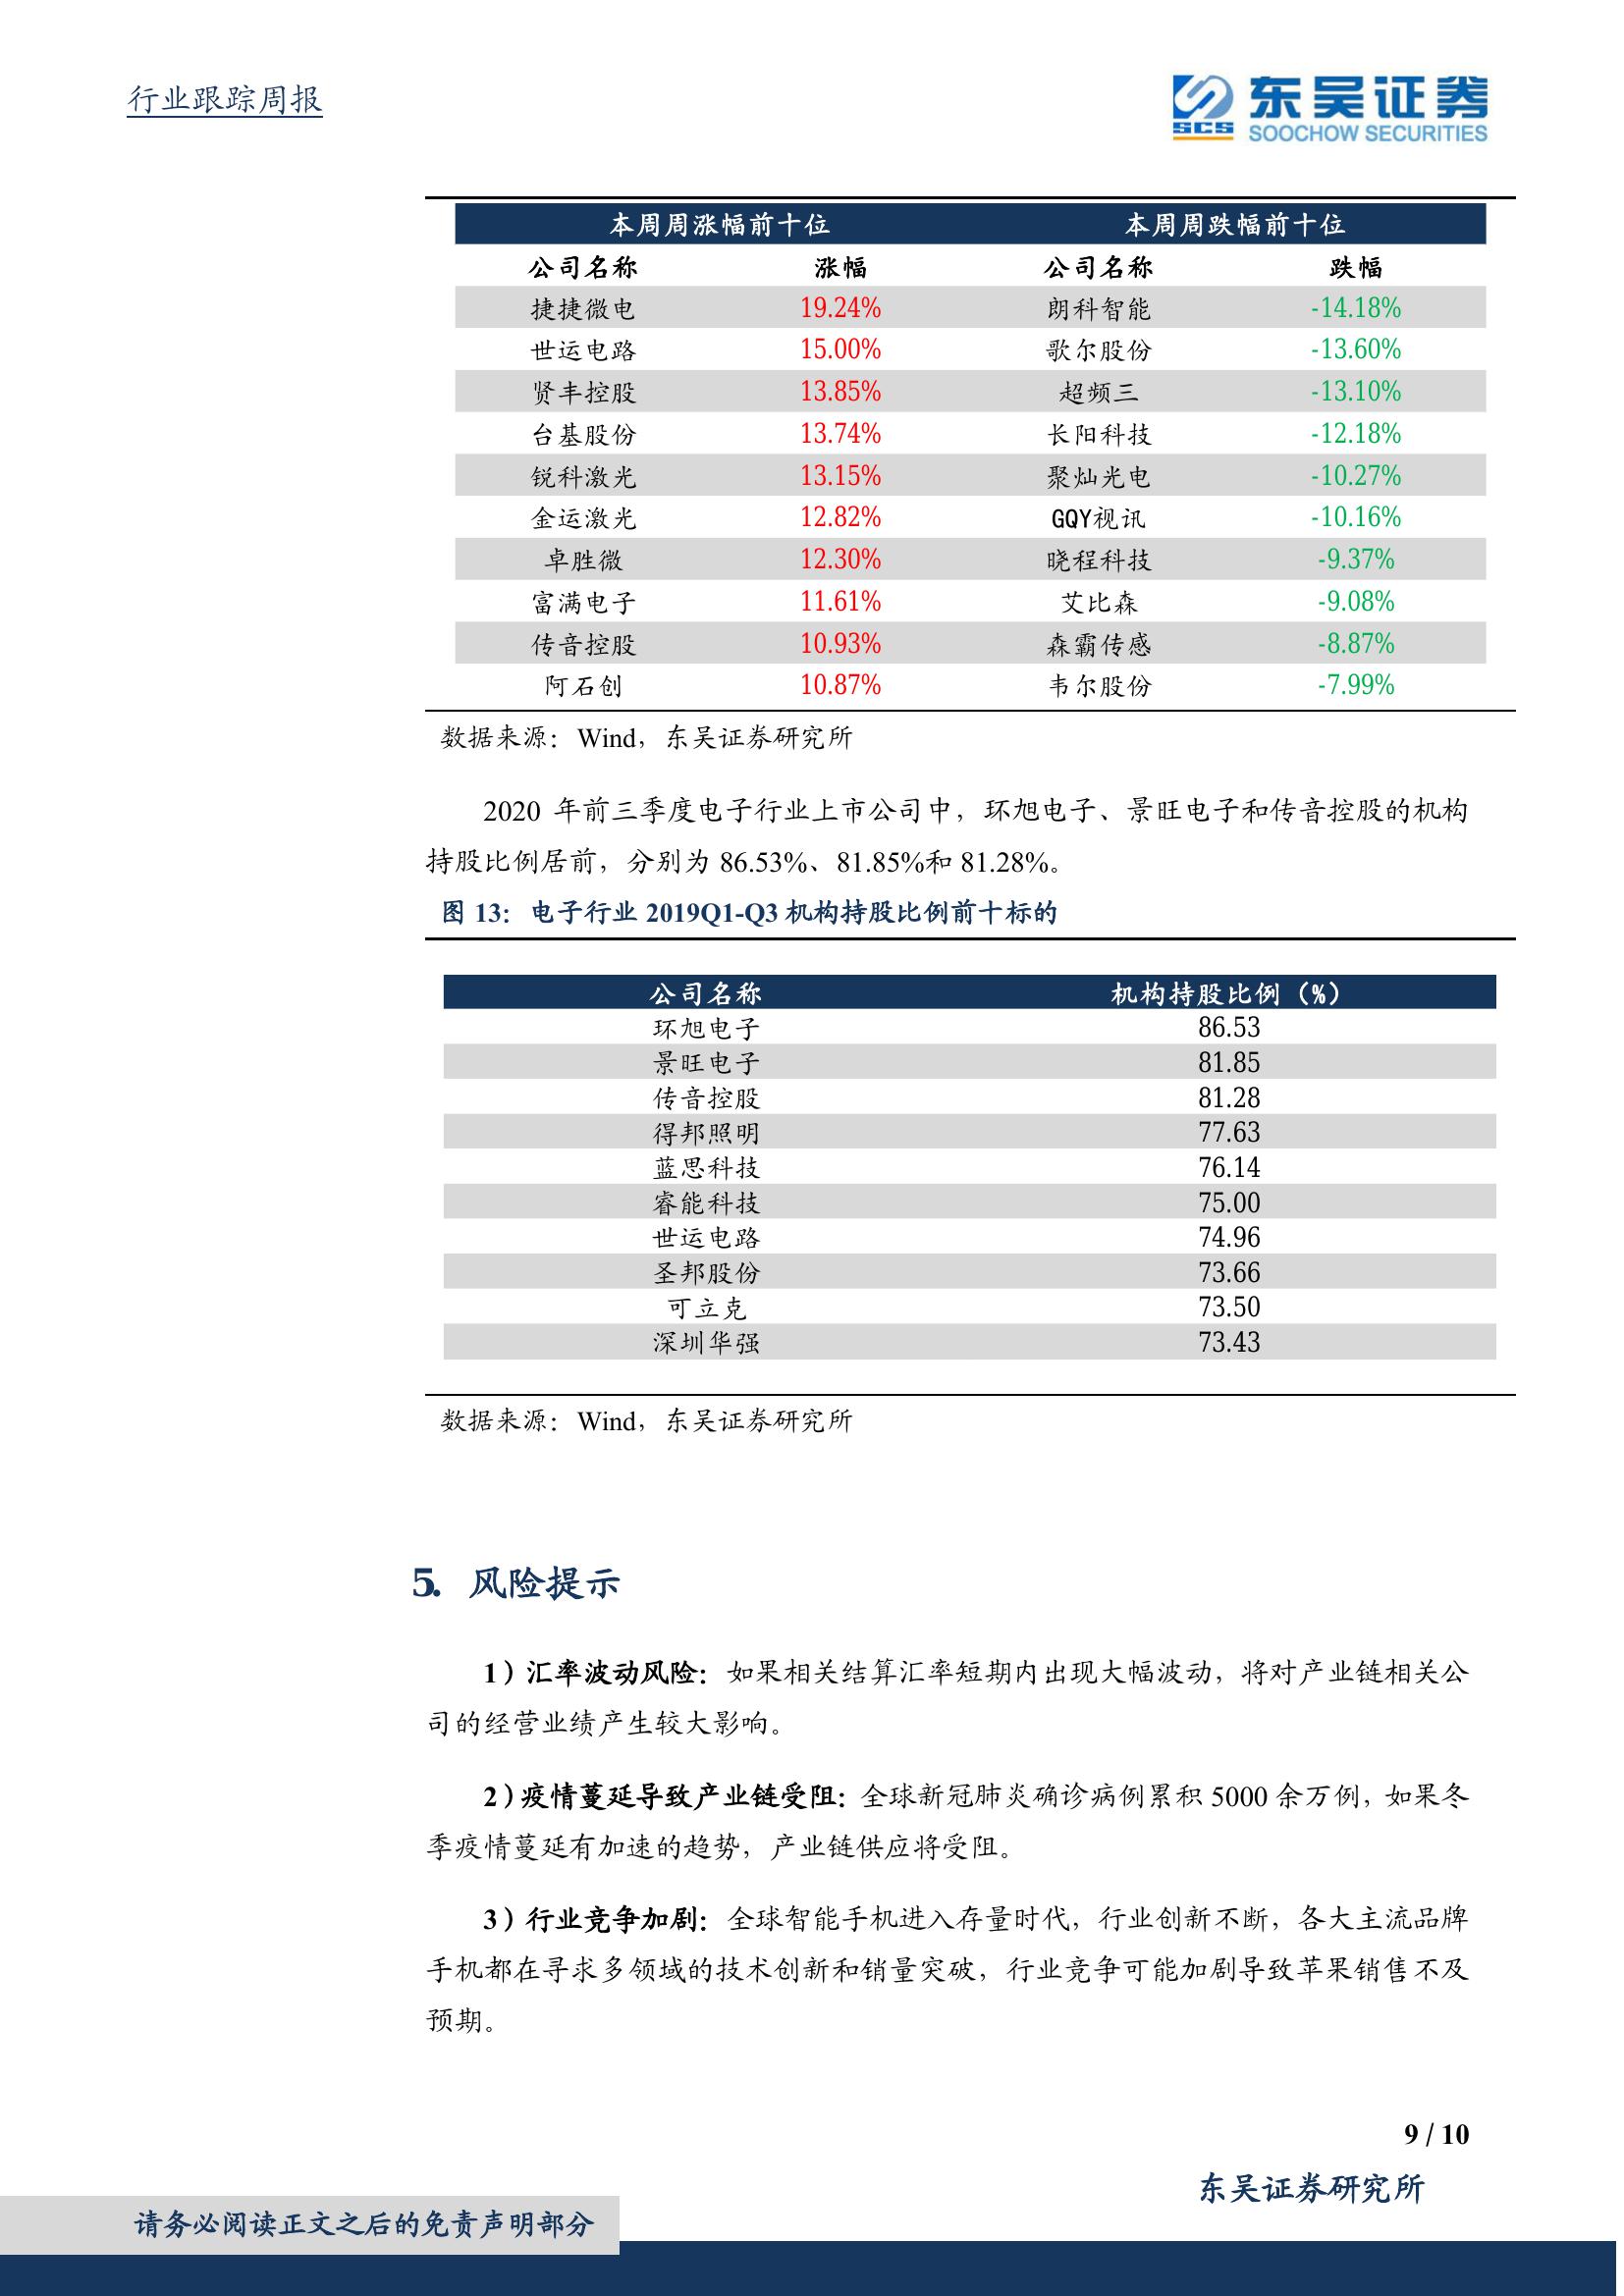 行业跟踪周报
SCS
东吴证券
SOOCHOW SECURITIES
本周周涨幅前十位 本周周跌幅前十位
公司名称 涨幅 公司名称 跌幅
捷捷微电 19.24% 朗科智能 -14.18%
世运电路 15.00% 歌尔股份 -13.60%
贤丰控股 13.85% 超频三 -13.10%
台基股份 13.74% 长阳科技 -12.18%
锐科激光 13.15% 聚灿光电 -10.27%
金运激光 12.82% GQY视讯 -10.16%
卓胜微 12.30% 晓程科技 -9.37%
富满电子 11.61% 艾比森 -9.08%
传音控股 10.93% 森霸传感 -8.87%
阿石创 10.87% 韦尔股份 -7.99%
数据来源：Wind，东吴证券研究所
2020 年前三季度电子行业上市公司中，环旭电子、景旺电子和传音控股的机构
持股比例居前，分别为 86.53%、81.85%和 81.28%。
图 13：电子行业 2019Q1-Q3 机构持股比例前十标的
公司名称 机构持股比例（%）
环旭电子 86.53
景旺电子 81.85
传音控股 81.28
得邦照明 77.63
蓝思科技 76.14
睿能科技 75.00
世运电路 74.96
圣邦股份 73.66
可立克 73.50
深圳华强 73.43
数据来源：Wind，东吴证券研究所
5. 风险提示
1）汇率波动风险：如果相关结算汇率短期内出现大幅波动，将对产业链相关公
司的经营业绩产生较大影响。
2）疫情蔓延导致产业链受阻：全球新冠肺炎确诊病例累积 5000 余万例，如果冬
季疫情蔓延有加速的趋势，产业链供应将受阻。
3）行业竞争加剧：全球智能手机进入存量时代，行业创新不断，各大主流品牌
手机都在寻求多领域的技术创新和销量突破，行业竞争可能加剧导致苹果销售不及
预期。
9 / 10
东吴证券研究所
请务必阅读正文之后的免责声明部分